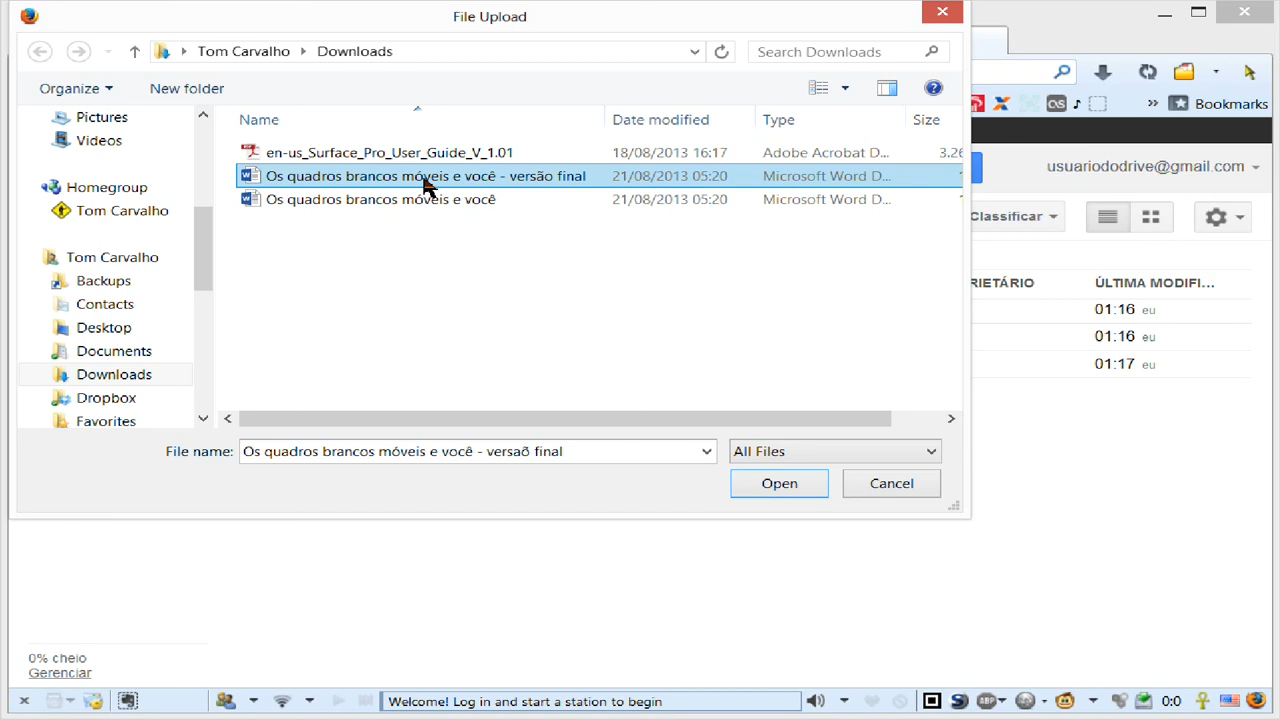 File Upload
Tom Carvalho
Downloads
Search Downloads
Organize
New folder
Name
Date modified
Type
Size
en-us_Surface_Pro_User_Guide_V_1.01
18/08/2013 16:17
Adobe Acrobat D...
3.26
Os quadros brancos móveis e você - versão final
21/08/2013 05:20
Microsoft Word D...
Os quadros brancos móveis e você
21/08/2013 05:20
Microsoft Word D...
Pictures
Videos
Homegroup
Tom Carvalho
Tom Carvalho
Backups
Contacts
Desktop
Documents
Downloads
Dropbox
Favorites
File name:
Os quadros brancos móveis e você - versaõ final
All Files
Open
Cancel
Bookmarks
usuariododrive@gmail.com
Classificar
RIETÁRIO
ÚLTIMA MODIFI...
01:16 eu
01:16 eu
01:17 eu
0% cheio
Gerenciar
Welcome! Log in and start a station to begin
ABP
0:0